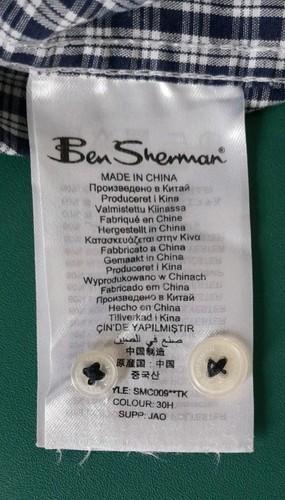 Ben Sherman®
MADE IN CHINA
Произведено в Китай
Produceret i Kina
Valmistettu Kiinassa
Fabriqué en Chine
Hergestellt in China
Κατασκευάζεται στην Κίνα
Fabbricato a China
Gemaakt in China
Produceret i Kina
Wyprodukowano w Chinach
Fabricado em China
Произведено в Китай
Hecho en China
Tillverkad i Kina
ÇİN'DE YAPILMIŞTIR
صنع في الصين
中国制造
原産国:中国
중국산
YLE: SMC009**TK
COLOUR: 30H
SUPP: JAO